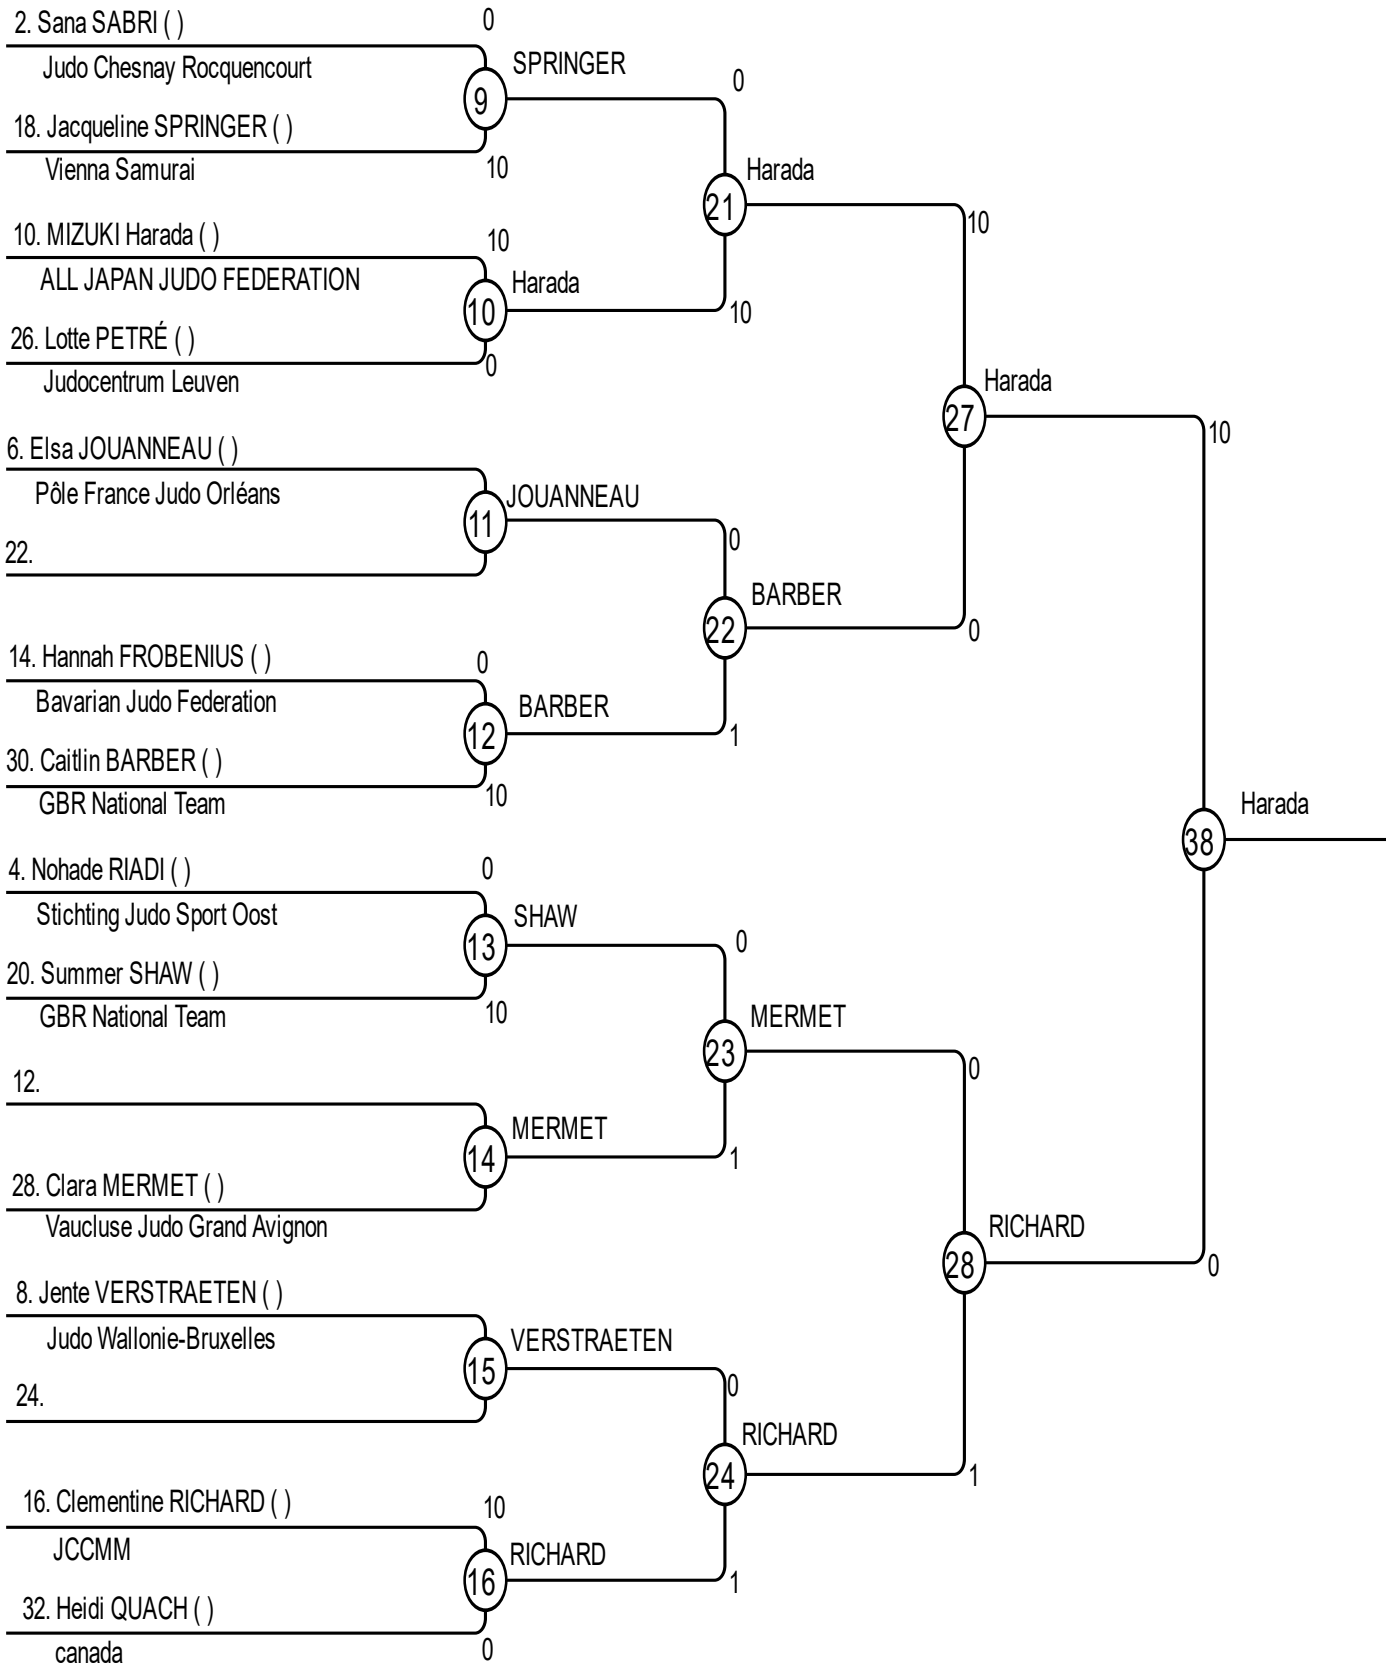 2. Sana SABRI ( )
0
Judo Chesnay Rocquencourt
SPRINGER
0
9
18. Jacqueline SPRINGER ( )
Vienna Samurai
10
Harada
21
10
10. MIZUKI Harada ( )
10
ALL JAPAN JUDO FEDERATION
Harada
10
10
26. Lotte PETRÉ ( )
0
Judocentrum Leuven
Harada
27
10
6. Elsa JOUANNEAU ( )
Pôle France Judo Orléans
JOUANNEAU
11
0
22.
BARBER
22
0
14. Hannah FROBENIUS ( )
0
Bavarian Judo Federation
BARBER
12
1
30. Caitlin BARBER ( )
10
GBR National Team
Harada
38
4. Nohade RIADI ( )
0
Stichting Judo Sport Oost
SHAW
13
0
20. Summer SHAW ( )
10
GBR National Team
MERMET
23
0
12.
MERMET
14
1
28. Clara MERMET ( )
Vaucluse Judo Grand Avignon
RICHARD
28
0
8. Jente VERSTRAETEN ( )
Judo Wallonie-Bruxelles
VERSTRAETEN
15
0
24.
RICHARD
24
1
16. Clementine RICHARD ( )
10
JCCMM
RICHARD
16
1
32. Heidi QUACH ( )
0
canada